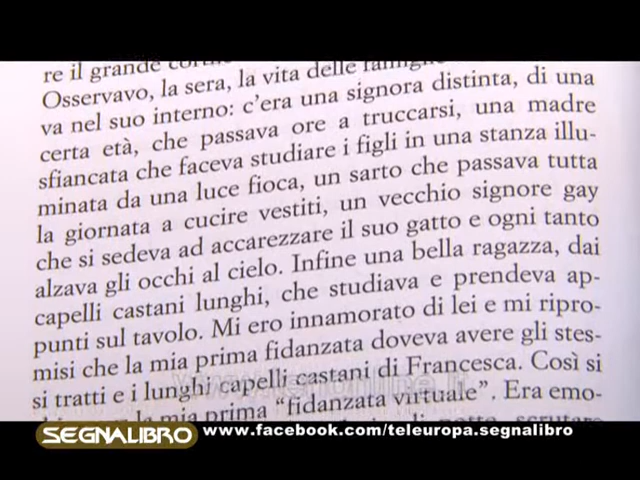 re il grande
Osservavo, la sera, la vita delle famiglie
va nel suo interno: c'era una signora distinta, di una
certa età, che passava ore a truccarsi, una madre
sfiancata che faceva studiare i figli in una stanza illu-
minata da una luce fioca, un sarto che passava tutta
la giornata a cucire vestiti, un vecchio signore gay
che si sedeva ad accarezzare il suo gatto e ogni tanto
alzava gli occhi al cielo. Infine una bella ragazza, dai
capelli castani lunghi, che studiava e prendeva ap-
punti sul tavolo. Mi ero innamorato di lei e mi ripro-
misi che la mia prima fidanzata doveva avere gli stes-
si tratti e i lunghi capelli castani di Francesca. Così si
la mia prima "fidanzata virtuale". Era emo-
SEGNALIBRO www.facebook.com/teleuropa.segnalibro